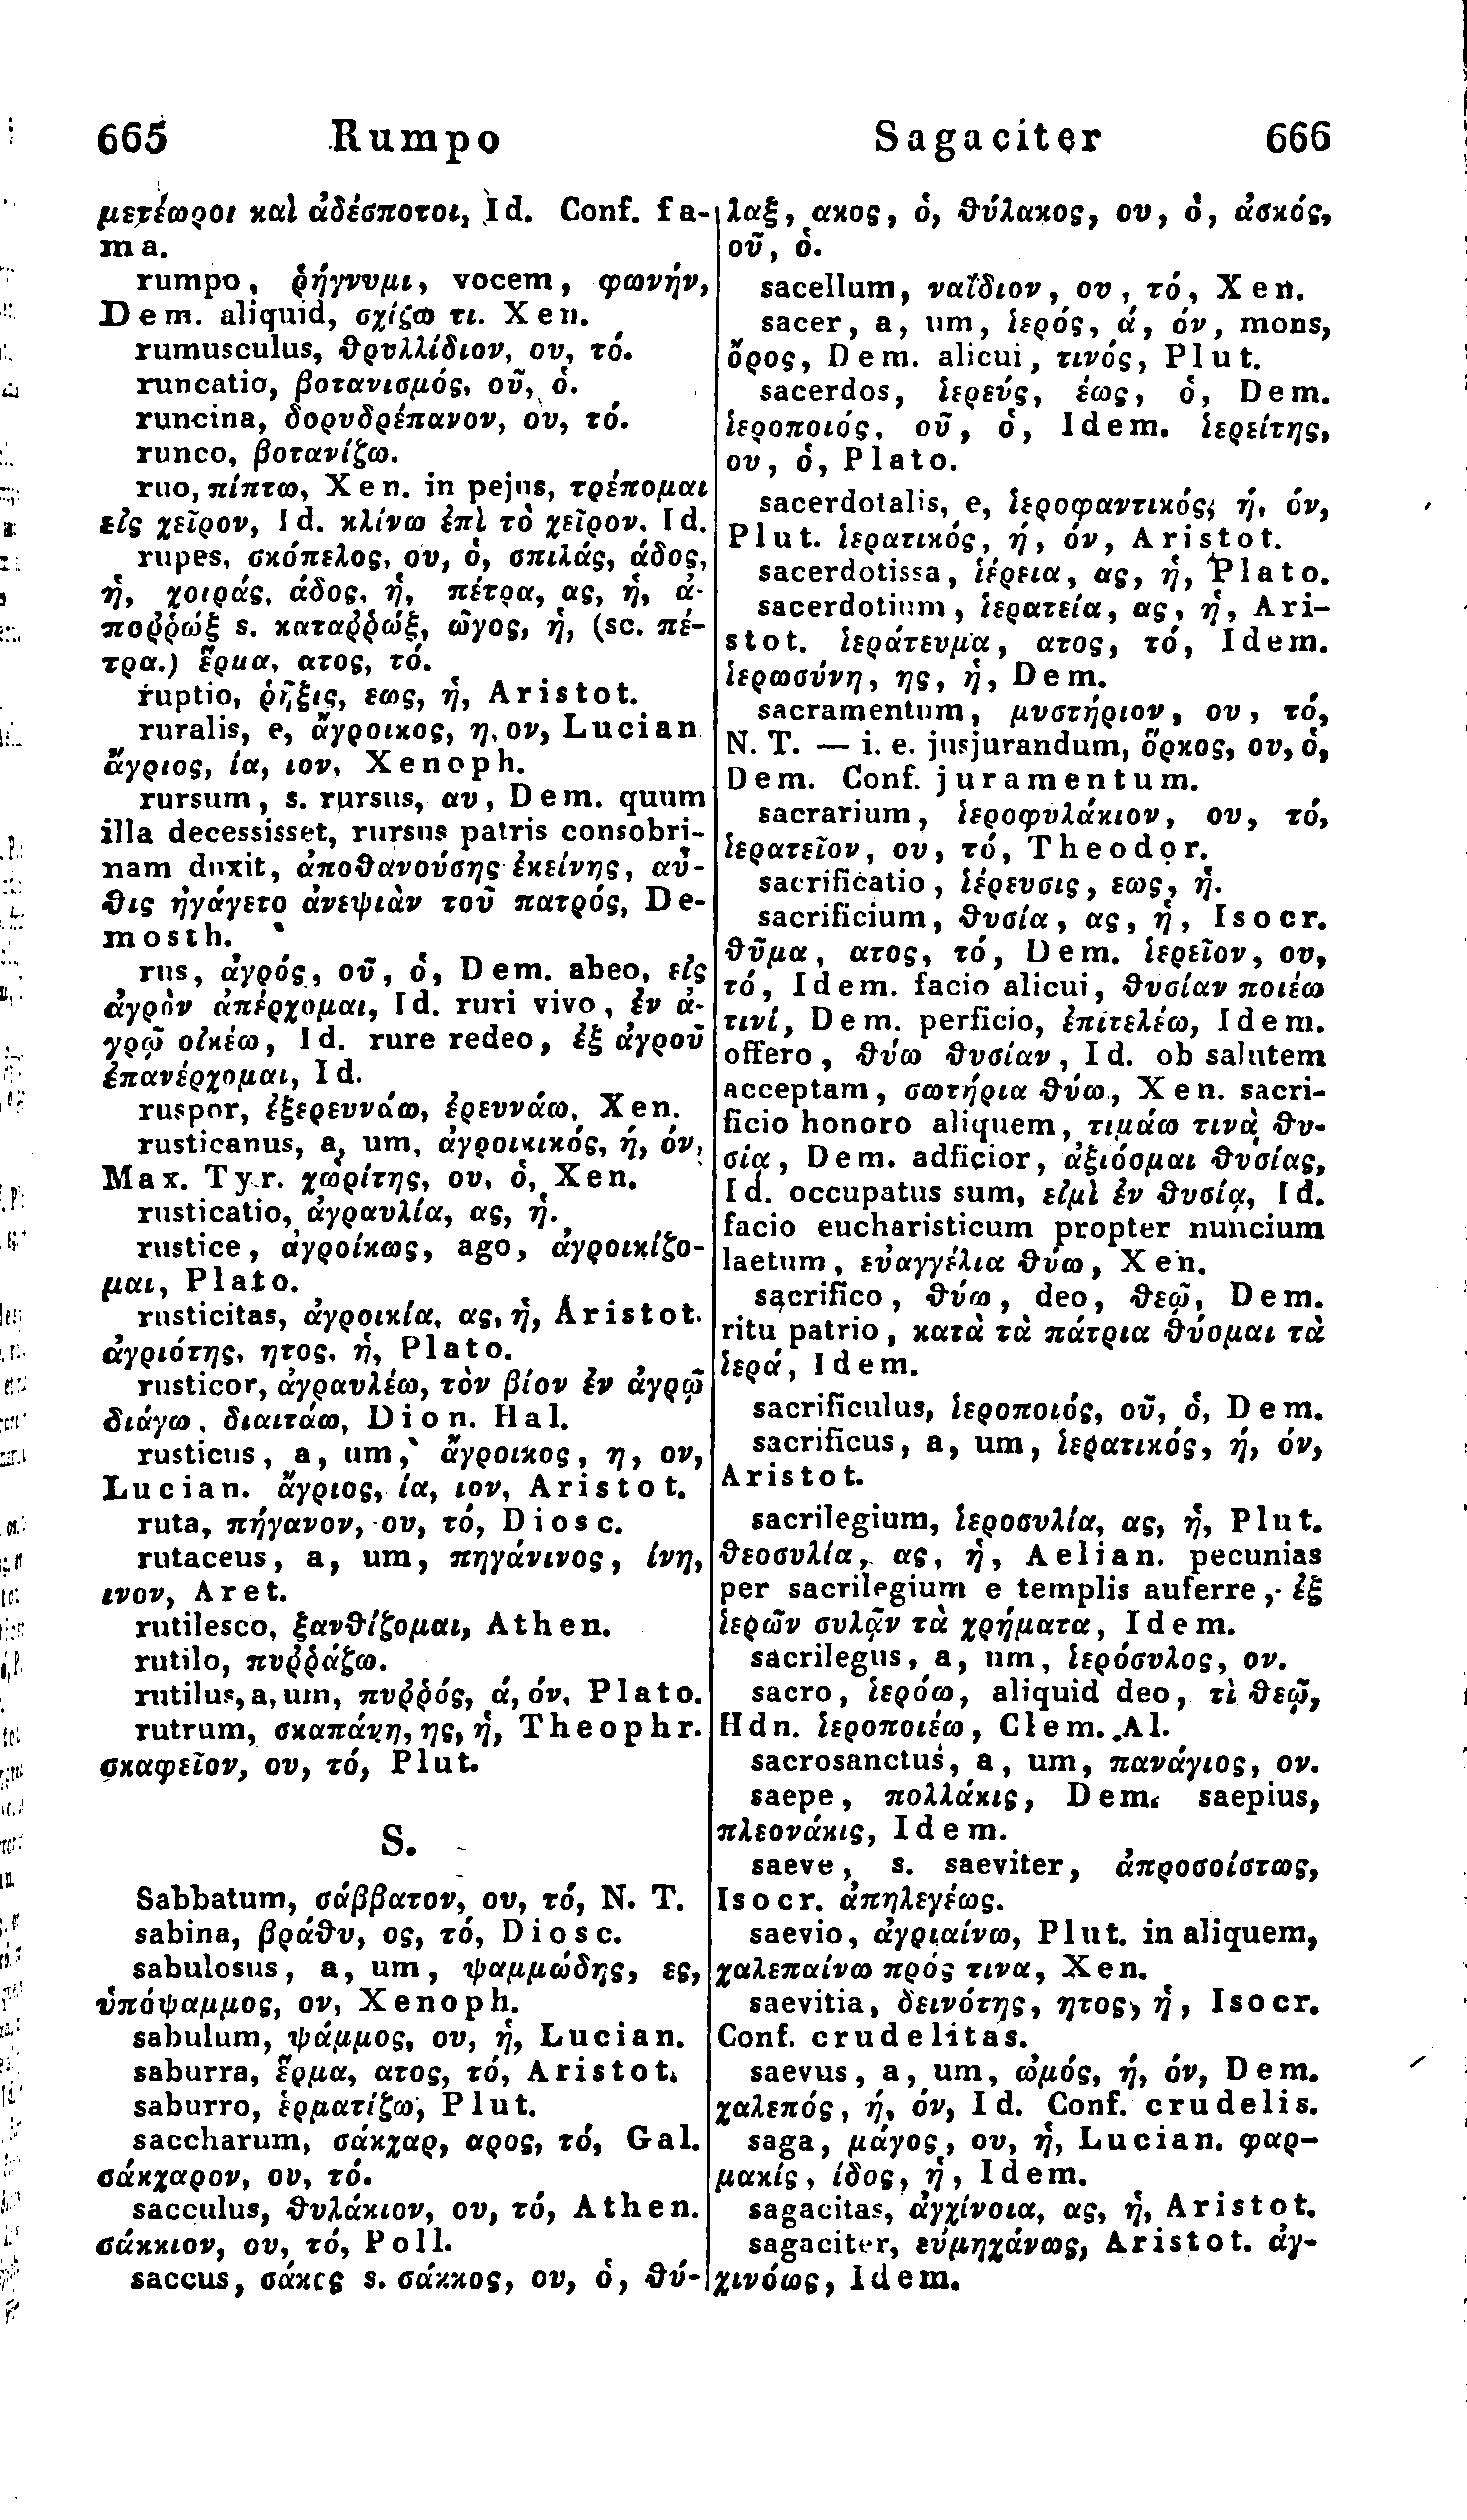 665 Rumpo
μετέωροι καὶ ἀδέσποτοι, Id. Conf. fa-
ma.
rumpo, ῥήγνυμι, vocem, φωνήν,
Dem. aliquid, σχίζω τι. Xen.
rumusculus, θρυλλίδιον, ου, τό.
runcatio, βοτανισμός, οῦ, ὁ.
runcina, δορυδρέπανον, ου, τό.
runco, βοτανίζω.
ruo, πίπτω, Xen. in pejus, τρέπομαι
εἰς χεῖρον, Id. κλίνω ἐπὶ τὸ χεῖρον. Id.
rupes, σκόπελος, ου, ὁ, σπιλάς, άδος,
ἡ, χοιράς, άδος, ἡ, πέτρα, ας, ἡ, ἀ-
ποῤῥώξ s. καταῤῥώξ, ῶγος, ἡ, (sc. πέ-
τρα.) ἕρμα, ατος, τό.
ruptio, ῥῆξις, εως, ἡ, Aristot.
ruralis, e, ἄγροικος, η, ον, Lucian
ἄγριος, ία, ιον, Xenoph.
rursum, s. rursus, αυ, Dem. quum
illa decessisset, rursus patris consobri-
nam duxit, ἀποθανούσης ἐκείνης, αὖ-
θις ἠγάγετο ἀνεψιὰν τοῦ πατρός, De-
mosth.
rus, ἀγρός, οῦ, ὁ, Dem. abeo, εἰς
ἀγρὸν ἀπέρχομαι, Id. ruri vivo, ἐν ἀ-
γρῷ οἰκέω, Id. rure redeo, ἐξ ἀγροῦ
ἐπανέρχομαι, Id.
ruspor, ἐξερευνάω, ἐρευνάω, Xen.
rusticanus, a, um, ἀγροικικός, ή, όν,
Max. Tyr. χωρίτης, ου, ὁ, Xen.
rusticatio, ἀγραυλία, ας, ἡ.
rustice, ἀγροίκως, ago, ἀγροικίζο-
μαι, Plato.
rusticitas, ἀγροικία, ας, ἡ, Aristot.
ἀγριότης, ητος, ἡ, Plato.
rusticor, ἀγραυλέω, τὸν βίον ἐν ἀγρῷ
διάγω, διαιτάω, Dion. Hal.
rusticus, a, um, ἄγροικος, η, ον,
Lucian. ἄγριος, ία, ιον, Aristot.
ruta, πήγανον, ου, τό, Diosc.
rutaceus, a, um, πηγάνινος, ίνη,
ινον, Aret.
rutilesco, ξανθίζομαι, Athen.
rutilo, πυῤῥάζω.
rutilus, a, um, πυῤῥός, ά, όν, Plato.
rutrum, σκαπάνη, ης, ἡ, Theophr.
σκαφεῖον, ου, τό, Plut.
S.
Sabbatum, σάββατον, ου, τό, N. T.
sabina, βράθυ, ος, τό, Diosc.
sabulosus, a, um, ψαμμώδης, ες,
ὑπόψαμμος, ον, Xenoph.
sabulum, ψάμμος, ου, ἡ, Lucian.
saburra, ἕρμα, ατος, τό, Aristot.
saburro, ἑρματίζω, Plut.
saccharum, σάκχαρ, αρος, τό, Gal.
σάκχαρον, ου, τό.
sacculus, θυλάκιον, ου, τό, Athen.
σάκκιον, ου, τό, Poll.
saccus, σάκος s. σάκκος, ου, ὁ, θύ-
Sagaciter 666
λαξ, ακος, ὁ, θύλακος, ου, ὁ, ἀσκός,
οῦ, ὁ.
sacellum, ναΐδιον, ου, τό, Xen.
sacer, a, um, ἱερός, ά, όν, mons,
ὄρος, Dem. alicui, τινός, Plut.
sacerdos, ἱερεύς, έως, ὁ, Dem.
ἱεροποιός, οῦ, ὁ, Idem. ἱερείτης,
ου, ὁ, Plato.
sacerdotalis, e, ἱεροφαντικός, ή, όν,
Plut. ἱερατικός, ή, όν, Aristot.
sacerdotissa, ἱέρεια, ας, ἡ, Plato.
sacerdotium, ἱερατεία, ας, ἡ, Ari-
stot. ἱεράτευμα, ατος, τό, Idem.
ἱερωσύνη, ης, ἡ, Dem.
sacramentum, μυστήριον, ου, τό,
N. T. — i. e. jusjurandum, ὅρκος, ου, ὁ,
Dem. Conf. juramentum.
sacrarium, ἱεροφυλάκιον, ου, τό,
ἱερατεῖον, ου, τό, Theodor.
sacrificatio, ἱέρευσις, εως, ἡ.
sacrificium, θυσία, ας, ἡ, Isocr.
θῦμα, ατος, τό, Dem. ἱερεῖον, ου,
τό, Idem. facio alicui, θυσίαν ποιέω
τινί, Dem. perficio, ἐπιτελέω, Idem.
offero, θύω θυσίαν, Id. ob salutem
acceptam, σωτήρια θύω, Xen. sacri-
ficio honoro aliquem, τιμάω τινὰ θυ-
σίᾳ, Dem. adficior, ἀξιόομαι θυσίας,
Id. occupatus sum, εἰμὶ ἐν θυσίᾳ, Id.
facio eucharisticum propter nuncium
laetum, εὐαγγέλια θύω, Xen.
sacrifico, θύω, deo, θεῷ, Dem.
ritu patrio, κατὰ τὰ πάτρια θύομαι τὰ
ἱερά, Idem.
sacrificulus, ἱεροποιός, οῦ, ὁ, Dem.
sacrificus, a, um, ἱερατικός, ή, όν,
Aristot.
sacrilegium, ἱεροσυλία, ας, ἡ, Plut.
θεοσυλία, ας, ἡ, Aelian. pecunias
per sacrilegium e templis auferre, ἐξ
ἱερῶν συλᾷν τὰ χρήματα, Idem.
sacrilegus, a, um, ἱερόσυλος, ον.
sacro, ἱερόω, aliquid deo, τὶ θεῷ,
Hdn. ἱεροποιέω, Clem. Al.
sacrosanctus, a, um, πανάγιος, ον.
saepe, πολλάκις, Dem. saepius,
πλεονάκις, Idem.
saeve, s. saeviter, ἀπροσοίστως,
Isocr. ἀπηλεγέως.
saevio, ἀγριαίνω, Plut. in aliquem,
χαλεπαίνω πρός τινα, Xen.
saevitia, δεινότης, ητος, ἡ, Isocr.
Conf. crudelitas.
saevus, a, um, ὠμός, ή, όν, Dem.
χαλεπός, ή, όν, Id. Conf. crudelis.
saga, μάγος, ου, ἡ, Lucian. φαρ-
μακίς, ίδος, ἡ, Idem.
sagacitas, ἀγχίνοια, ας, ἡ, Aristot.
sagaciter, εὐμηχάνως, Aristot. ἀγ-
χινόως, Idem.